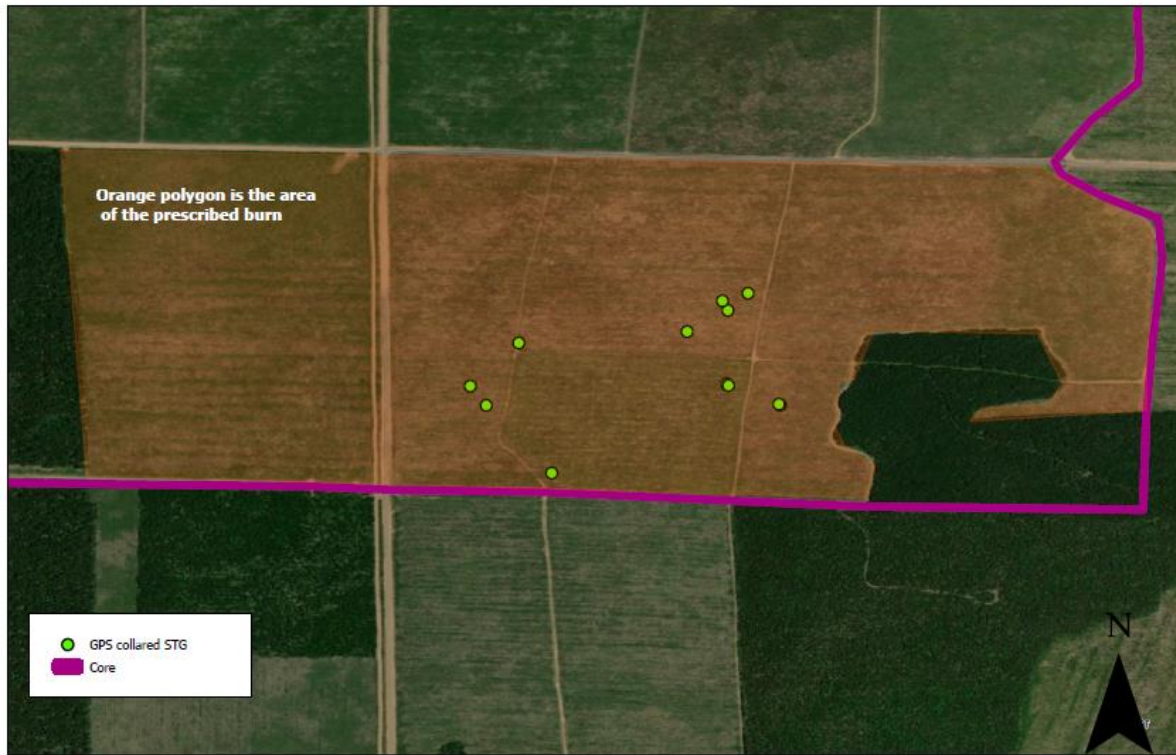 Orange polygon is the area
of the prescribed burn
GPS collared STG
Core
N